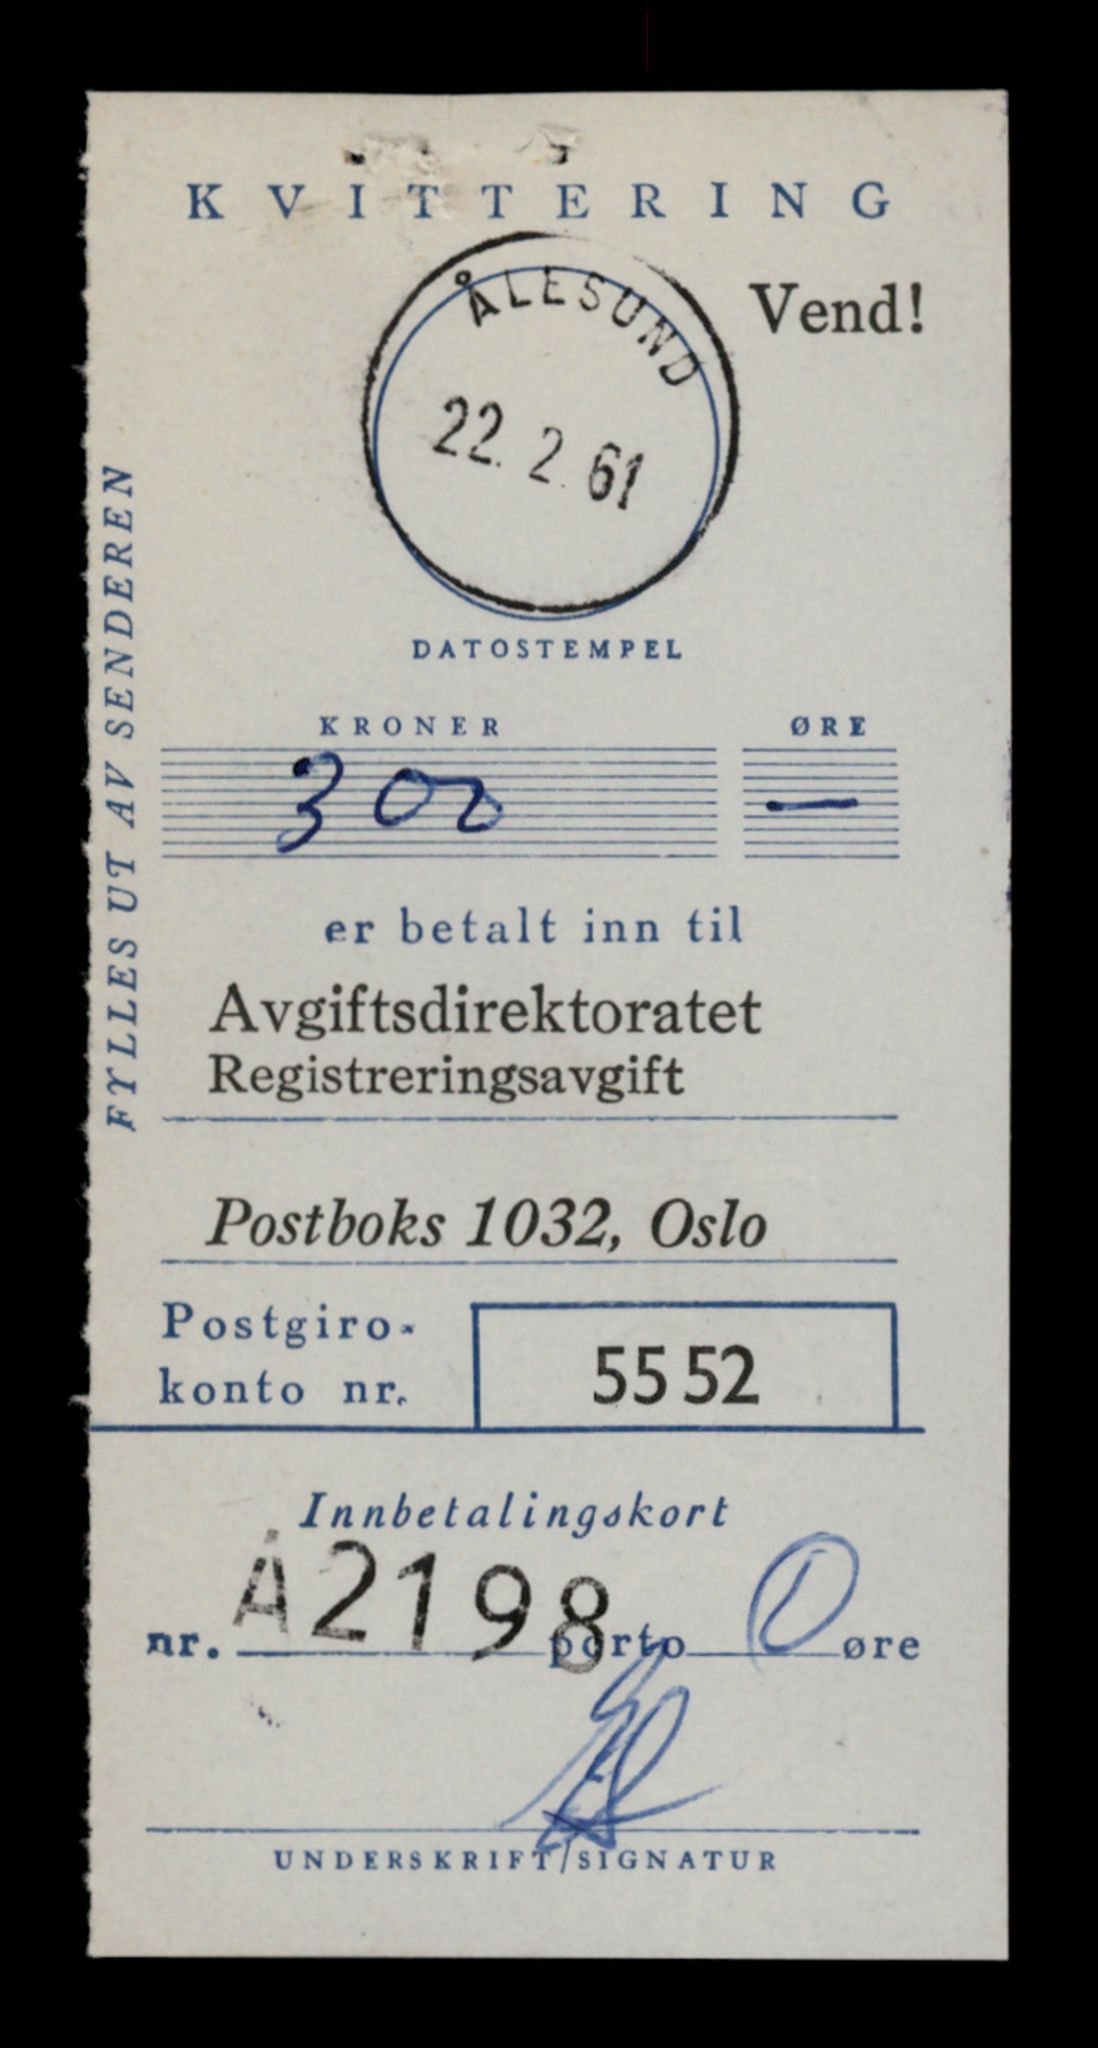 KVITTERING
Vend!
ÅLESUND
22. 2. 61
DATOSTEMPEL
FYLLES UT AV SENDEREN
KRONER ØRE
300 —
er betalt inn til
Avgiftsdirektoratet
Registreringsavgift
Postboks 1032, Oslo
Postgiro-
konto nr.
55 52
Innbetalingskort
nr. A2198 porto 0 øre
UNDERSKRIFT/SIGNATUR